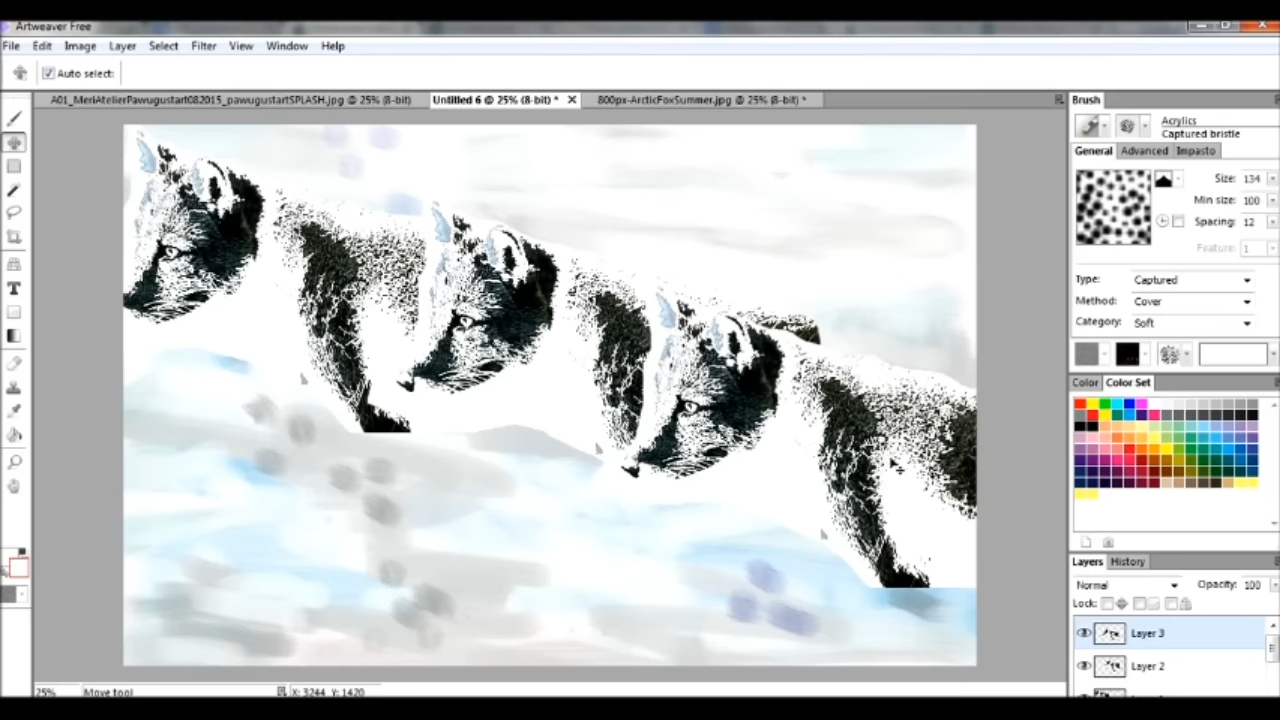 Artweaver Free
File Edit Image Layer Select Filter View Window Help
Auto select:
A01_MeriAtelierPawugustart082015_pawugustartSPLASH.jpg @ 25% (8-bit) Untitled 6 @ 25% (8-bit) * 800px-ArcticFoxSummer.jpg @ 25% (8-bit) *
Brush
Acrylics
Captured bristle
General Advanced Impasto
Size: 134
Min size: 100
Spacing: 12
Feature: 1
Type: Captured
Method: Cover
Category: Soft
Color Color Set
Layers History
Normal Opacity: 100
Lock:
Layer 3
Layer 2
25% Move tool X: 3244 Y: 1420